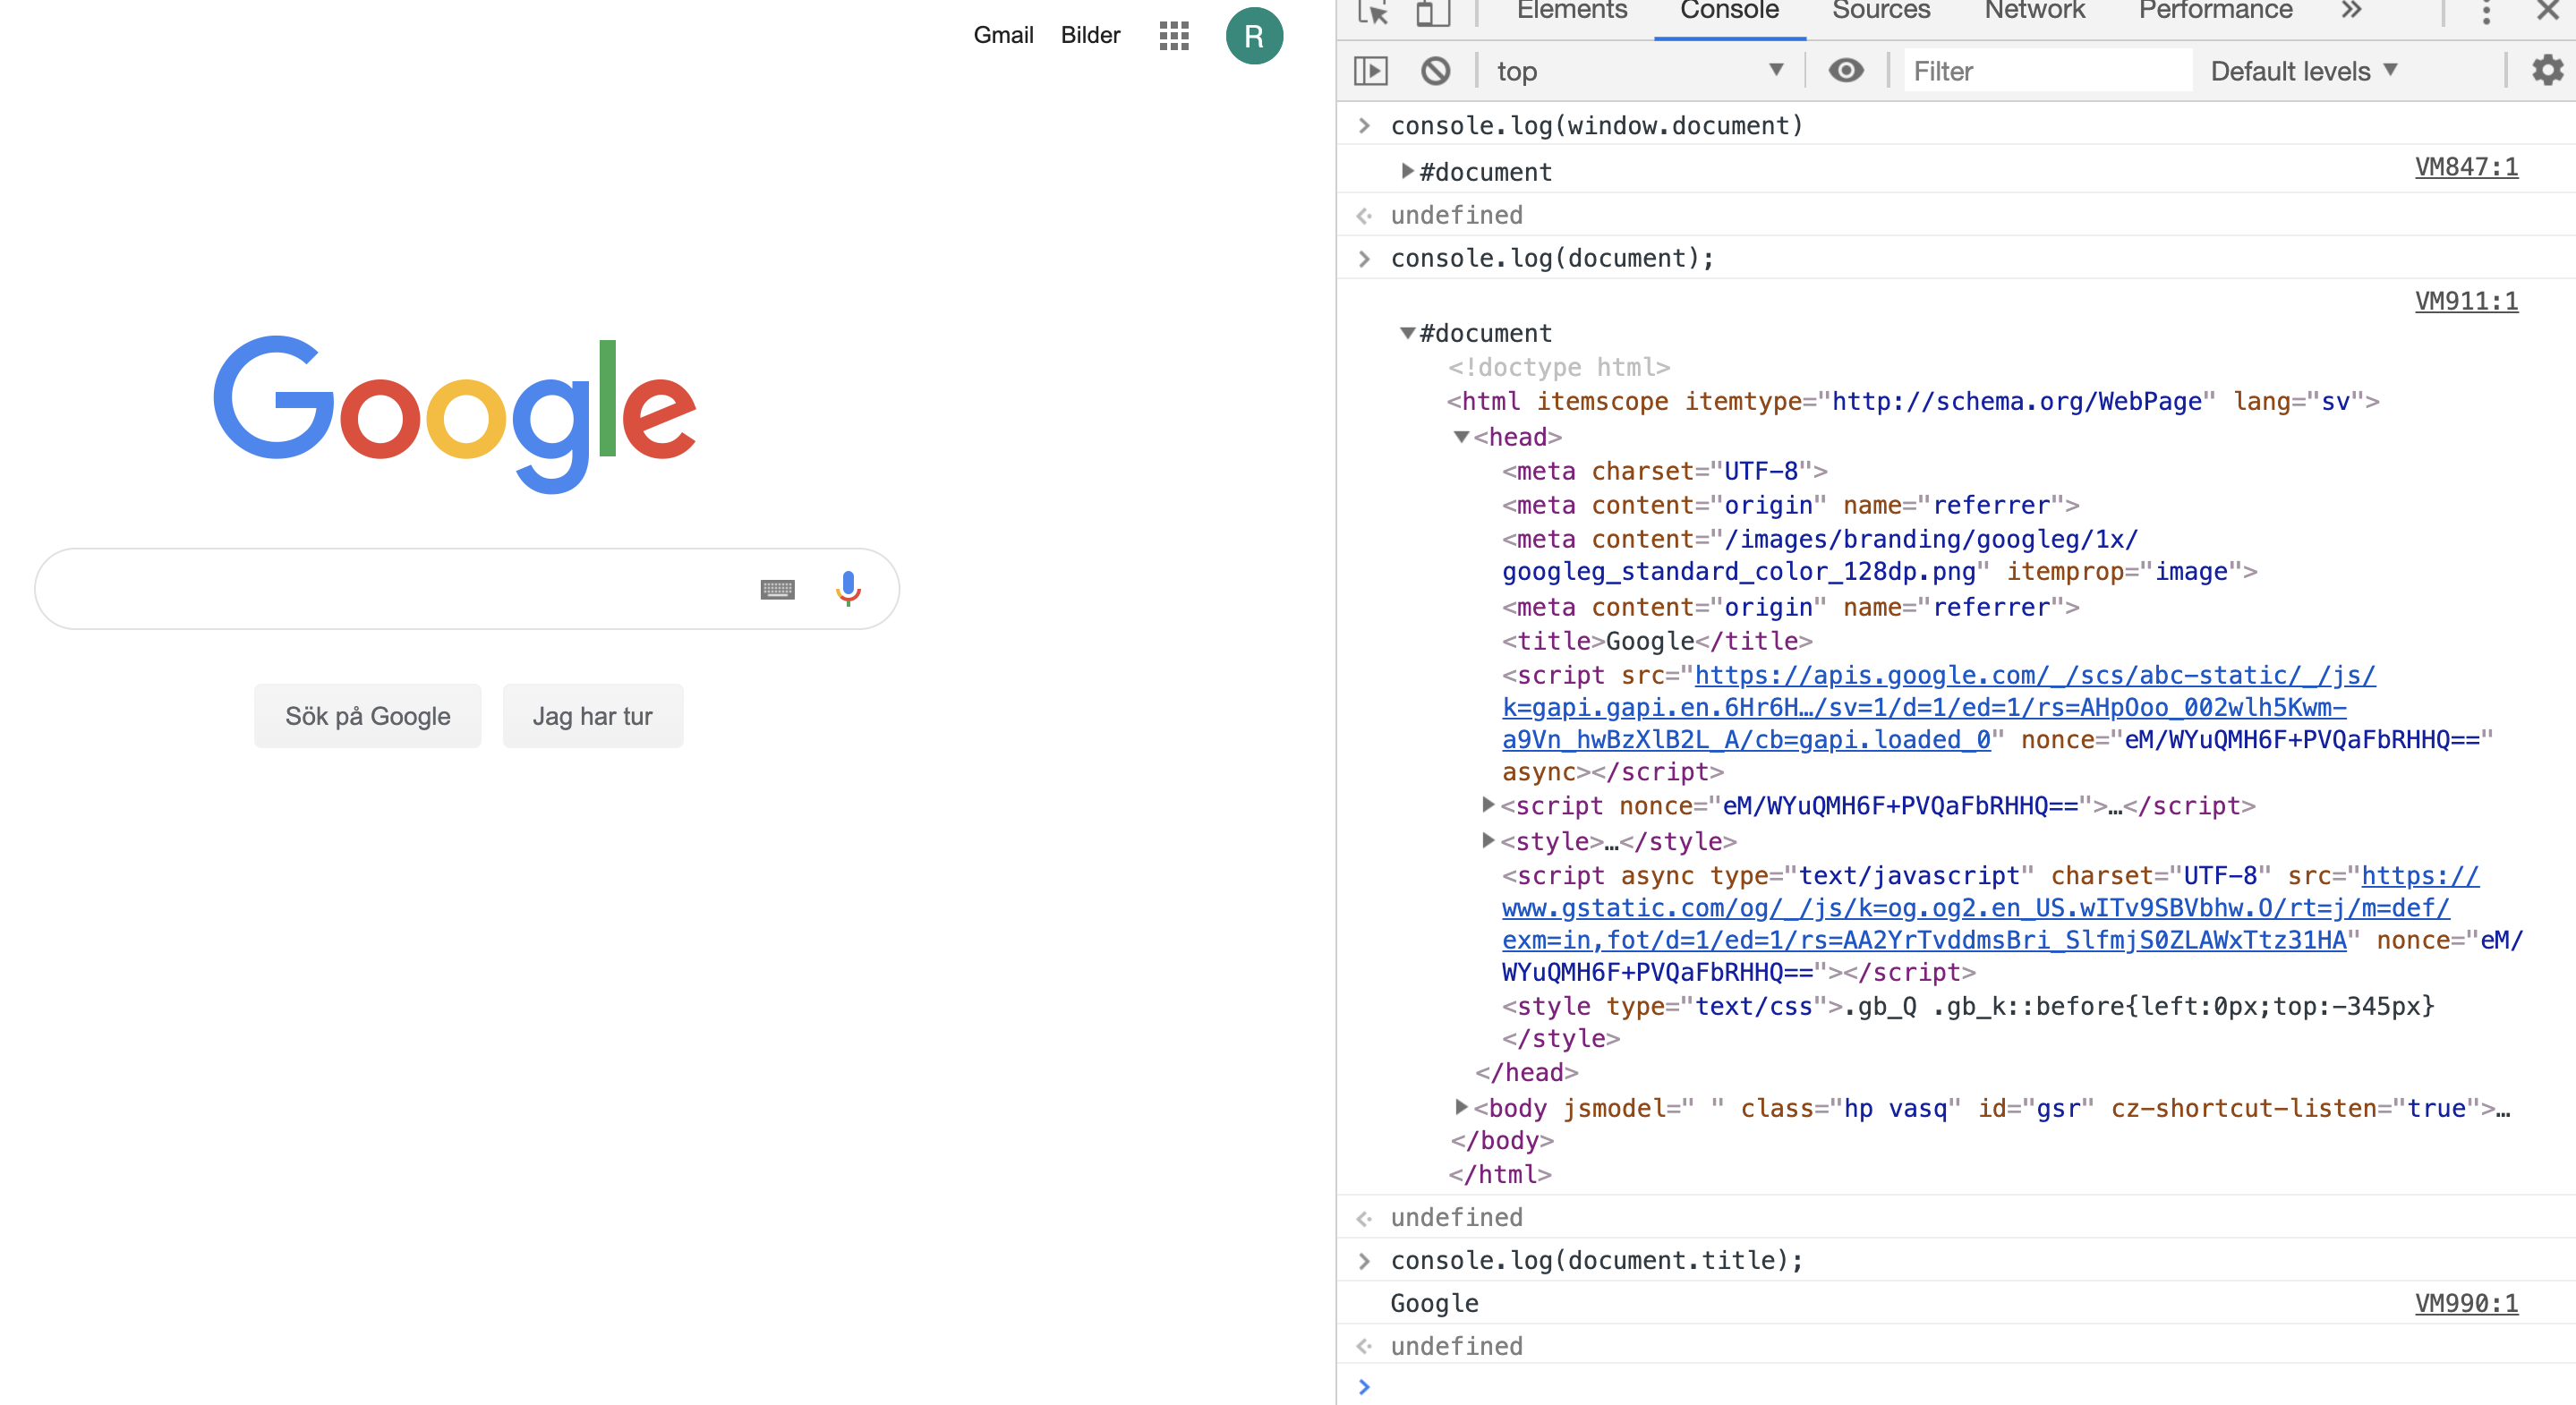 Gmail Bilder R
Google
Sök på Google Jag har tur
Elements Console Sources Network Performance »
top Filter Default levels
console.log(window.document)
#document VM847:1
undefined
console.log(document);
VM911:1
#document
<!doctype html>
<html itemscope itemtype="http://schema.org/WebPage" lang="sv">
<head>
<meta charset="UTF-8">
<meta content="origin" name="referrer">
<meta content="/images/branding/googleg/1x/
googleg_standard_color_128dp.png" itemprop="image">
<meta content="origin" name="referrer">
<title>Google</title>
<script src="https://apis.google.com/_/scs/abc-static/_/js/
k=gapi.gapi.en.6Hr6H…/sv=1/d=1/ed=1/rs=AHpOoo_002wlh5Kwm-
a9Vn_hwBzXlB2L_A/cb=gapi.loaded_0" nonce="eM/WYuQMH6F+PVQaFbRHHQ=="
async></script>
<script nonce="eM/WYuQMH6F+PVQaFbRHHQ==">…</script>
<style>…</style>
<script async type="text/javascript" charset="UTF-8" src="https://
www.gstatic.com/og/_/js/k=og.og2.en_US.wITv9SBVbhw.O/rt=j/m=def/
exm=in,fot/d=1/ed=1/rs=AA2YrTvddmsBri_SlfmjS0ZLAWxTtz31HA" nonce="eM/
WYuQMH6F+PVQaFbRHHQ=="></script>
<style type="text/css">.gb_Q .gb_k::before{left:0px;top:-345px}
</style>
</head>
<body jsmodel=" " class="hp vasq" id="gsr" cz-shortcut-listen="true">…
</body>
</html>
undefined
console.log(document.title);
Google VM990:1
undefined